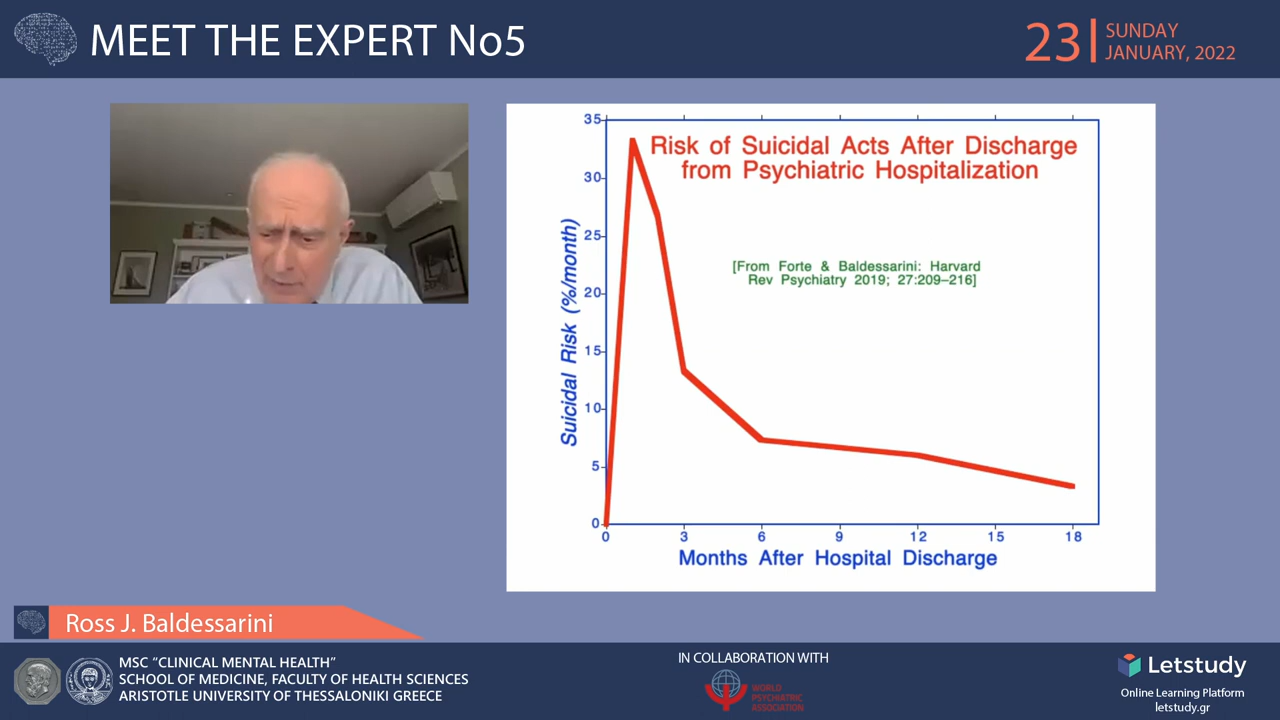 MEET THE EXPERT No5
23
SUNDAY
JANUARY, 2022
Risk of Suicidal Acts After Discharge
from Psychiatric Hospitalization
[From Forte & Baldessarini: Harvard
Rev Psychiatry 2019; 27:209–216]
Suicidal Risk (%/month)
35
30
25
20
15
10
5
0
0 3 6 9 12 15 18
Months After Hospital Discharge
Ross J. Baldessarini
MSC “CLINICAL MENTAL HEALTH”
SCHOOL OF MEDICINE, FACULTY OF HEALTH SCIENCES
ARISTOTLE UNIVERSITY OF THESSALONIKI GREECE
IN COLLABORATION WITH
WORLD
PSYCHIATRIC
ASSOCIATION
Letstudy
Online Learning Platform
letstudy.gr